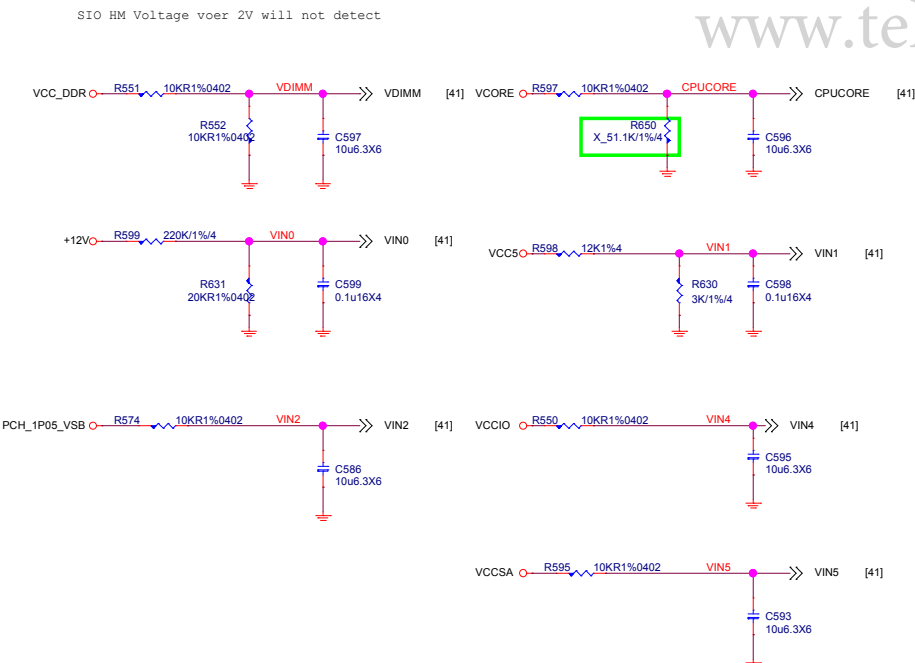 SIO HM Voltage voer 2V will not detect
www.te
VCC_DDR R551 10KR1%0402 VDIMM VDIMM [41]
R552
10KR1%0402
C597
10u6.3X6
VCORE R597 10KR1%0402 CPUCORE CPUCORE [41]
R650
X_51.1K/1%/4
C596
10u6.3X6
+12V R599 220K/1%/4 VIN0 VIN0 [41]
R631
20KR1%0402
C599
0.1u16X4
VCC5 R598 12K1%4 VIN1 VIN1 [41]
R630
3K/1%/4
C598
0.1u16X4
PCH_1P05_VSB R574 10KR1%0402 VIN2 VIN2 [41]
C586
10u6.3X6
VCCIO R550 10KR1%0402 VIN4 VIN4 [41]
C595
10u6.3X6
VCCSA R595 10KR1%0402 VIN5 VIN5 [41]
C593
10u6.3X6